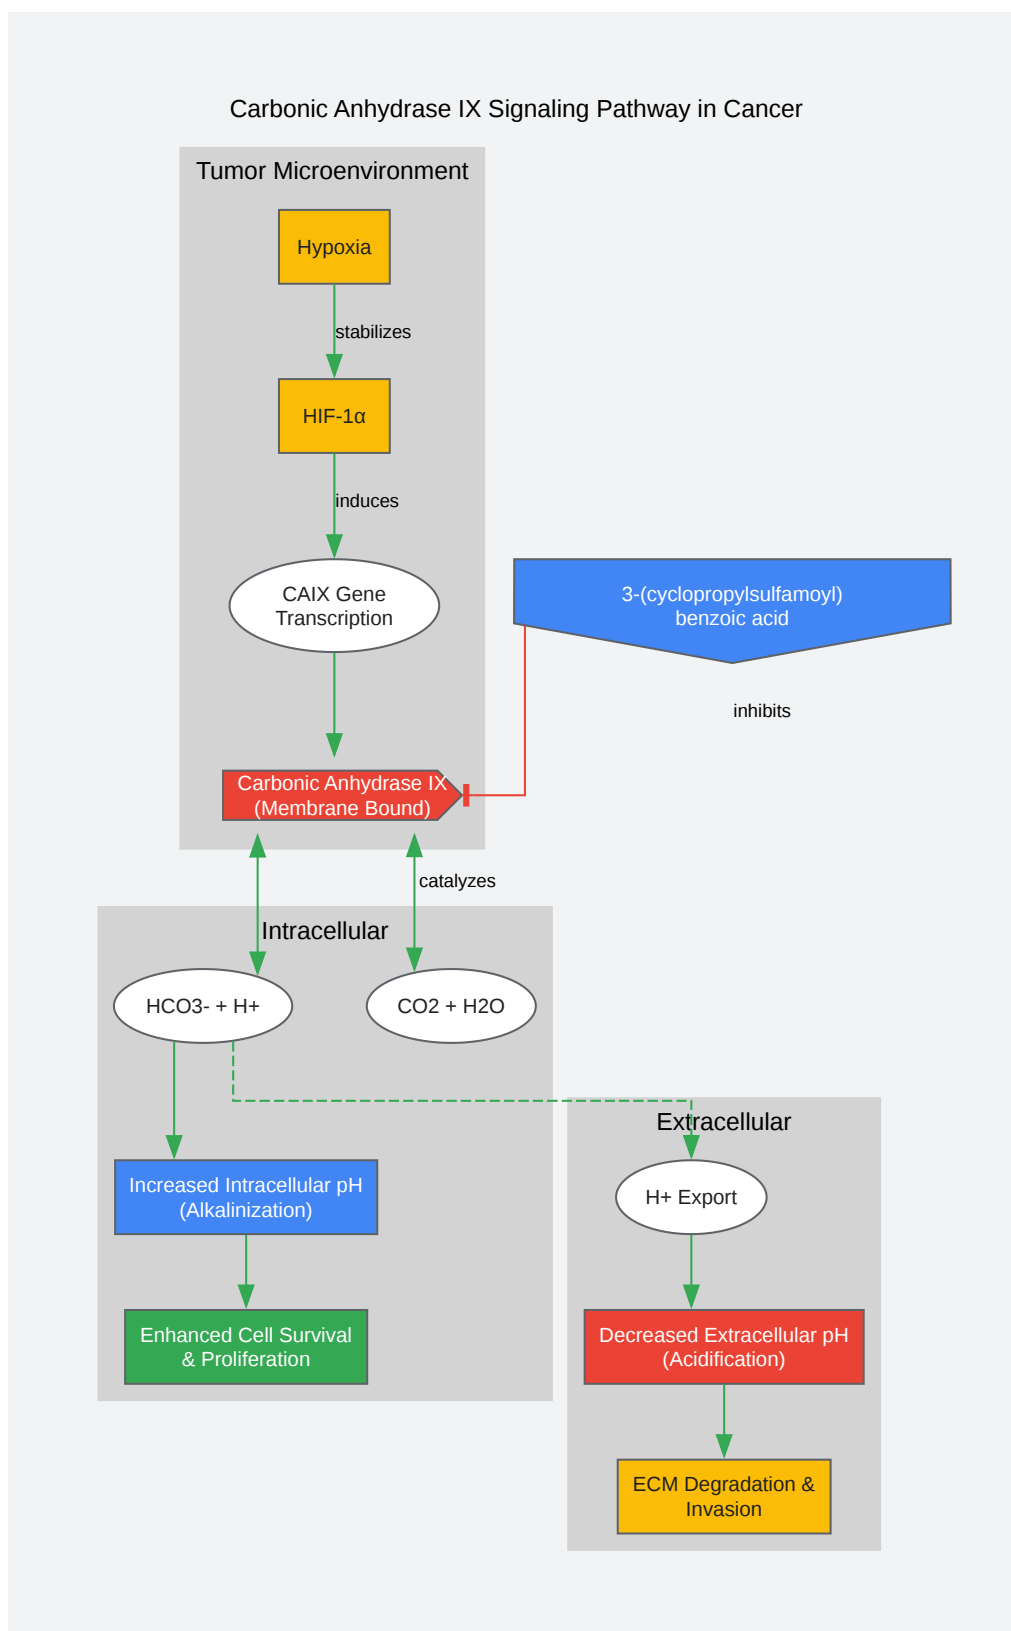 Carbonic Anhydrase IX Signaling Pathway in Cancer
Tumor Microenvironment
Hypoxia
stabilizes
HIF-1α
induces
CAIX Gene
Transcription
3-(cyclopropylsulfamoyl)
benzoic acid
inhibits
Carbonic Anhydrase IX
(Membrane Bound)
catalyzes
Intracellular
HCO3- + H+
CO2 + H2O
Extracellular
Increased Intracellular pH
(Alkalinization)
H+ Export
Enhanced Cell Survival
& Proliferation
Decreased Extracellular pH
(Acidification)
ECM Degradation &
Invasion